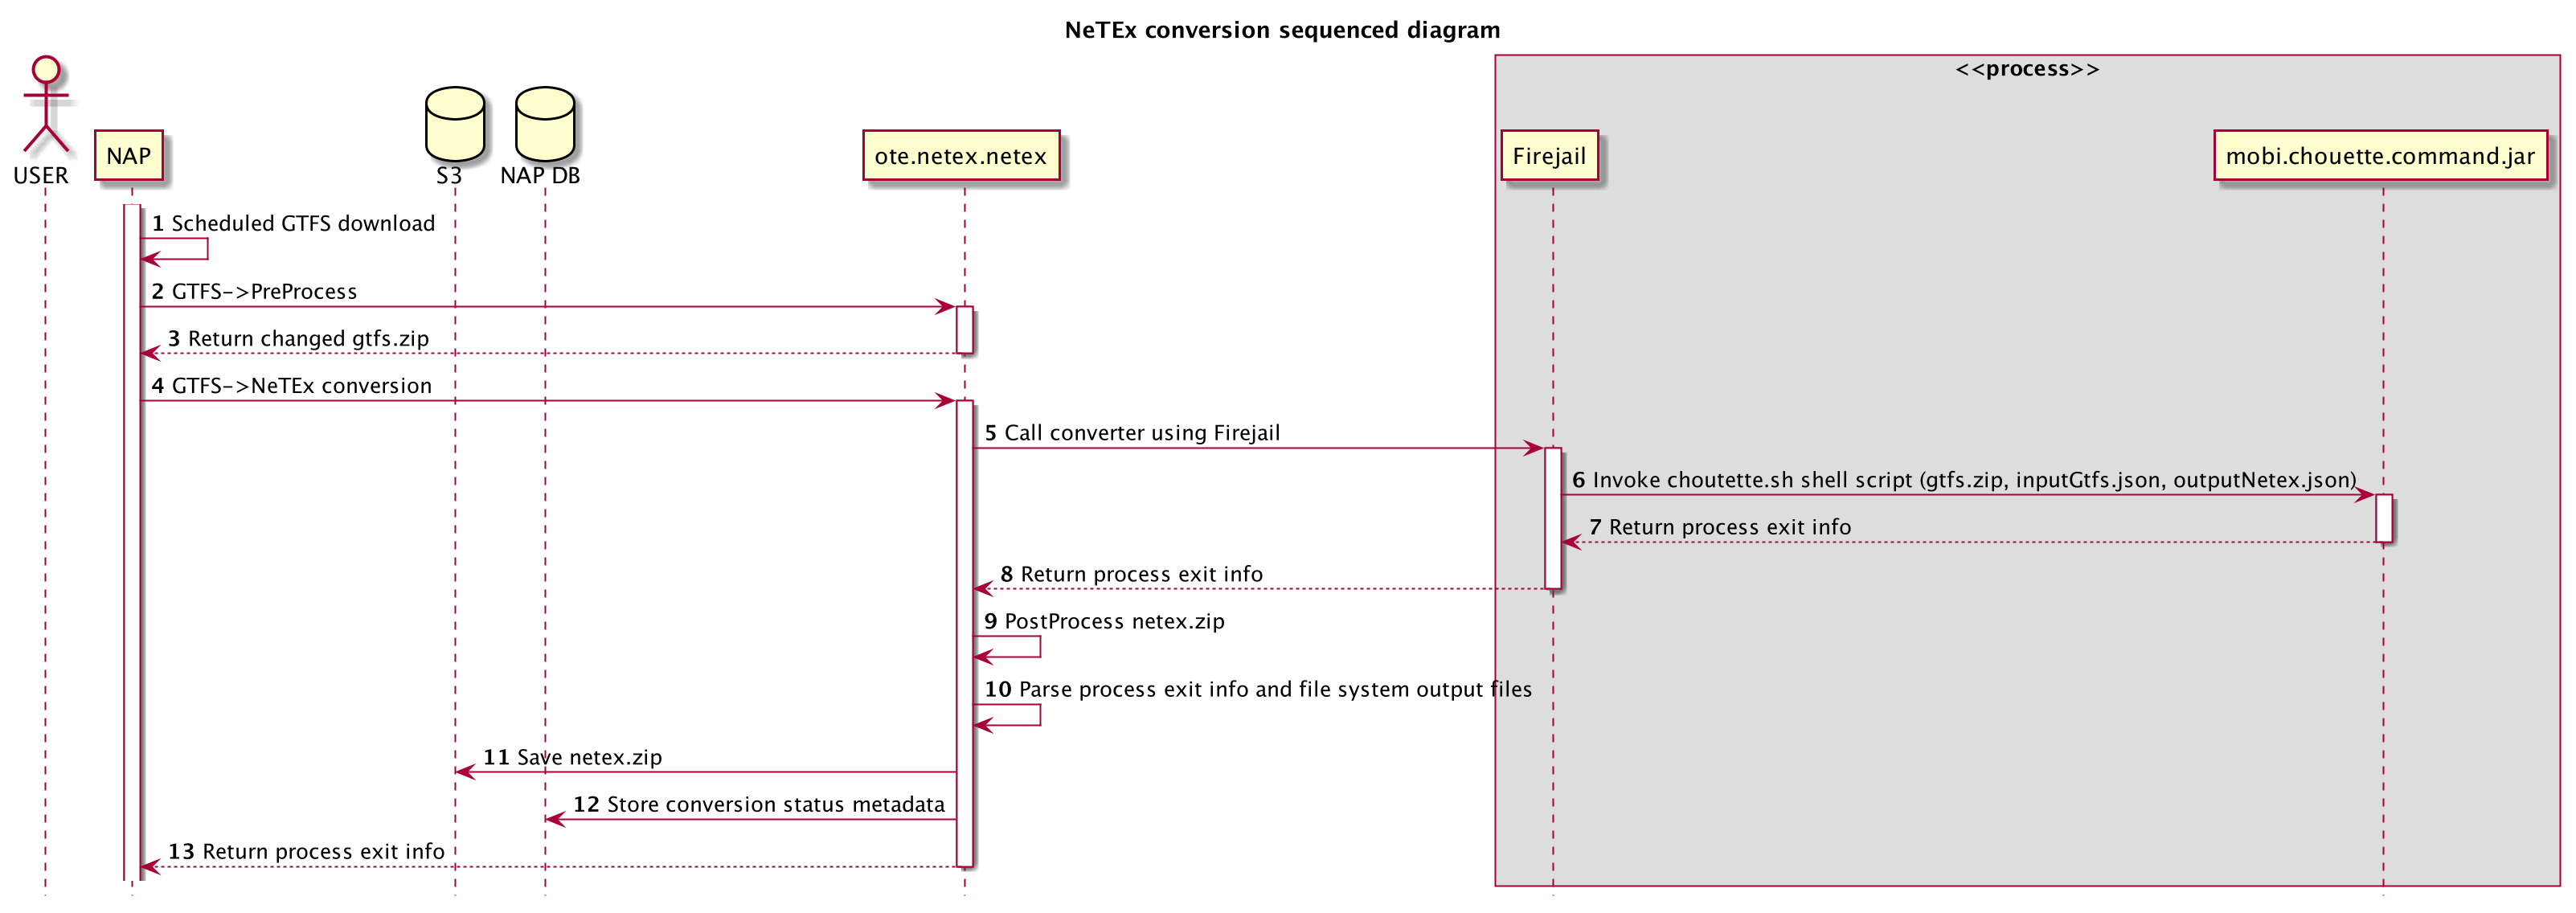 NeTEx conversion sequenced diagram
<<process>>
USER
NAP
S3
NAP DB
ote.netex.netex
Firejail
mobi.chouette.command.jar
1 Scheduled GTFS download
2 GTFS->PreProcess
3 Return changed gtfs.zip
4 GTFS->NeTEx conversion
5 Call converter using Firejail
6 Invoke choutette.sh shell script (gtfs.zip, inputGtfs.json, outputNetex.json)
7 Return process exit info
8 Return process exit info
9 PostProcess netex.zip
10 Parse process exit info and file system output files
11 Save netex.zip
12 Store conversion status metadata
13 Return process exit info